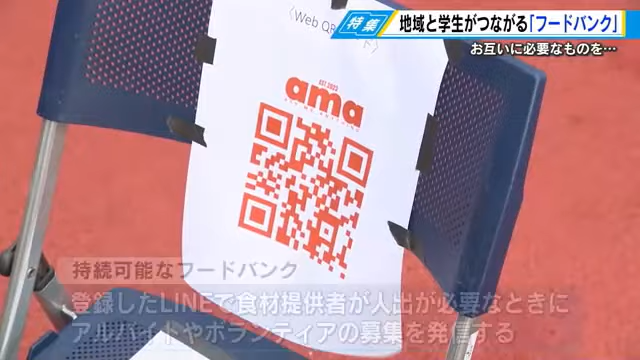 特集
地域と学生がつながる「フードバンク」
お互いに必要なものを…
〈Web QR
ama
EST 2023
ama
持続可能なフードバンク
登録したLINEで食材提供者が人出が必要なときに
アルバイトやボランティアの募集を発信する